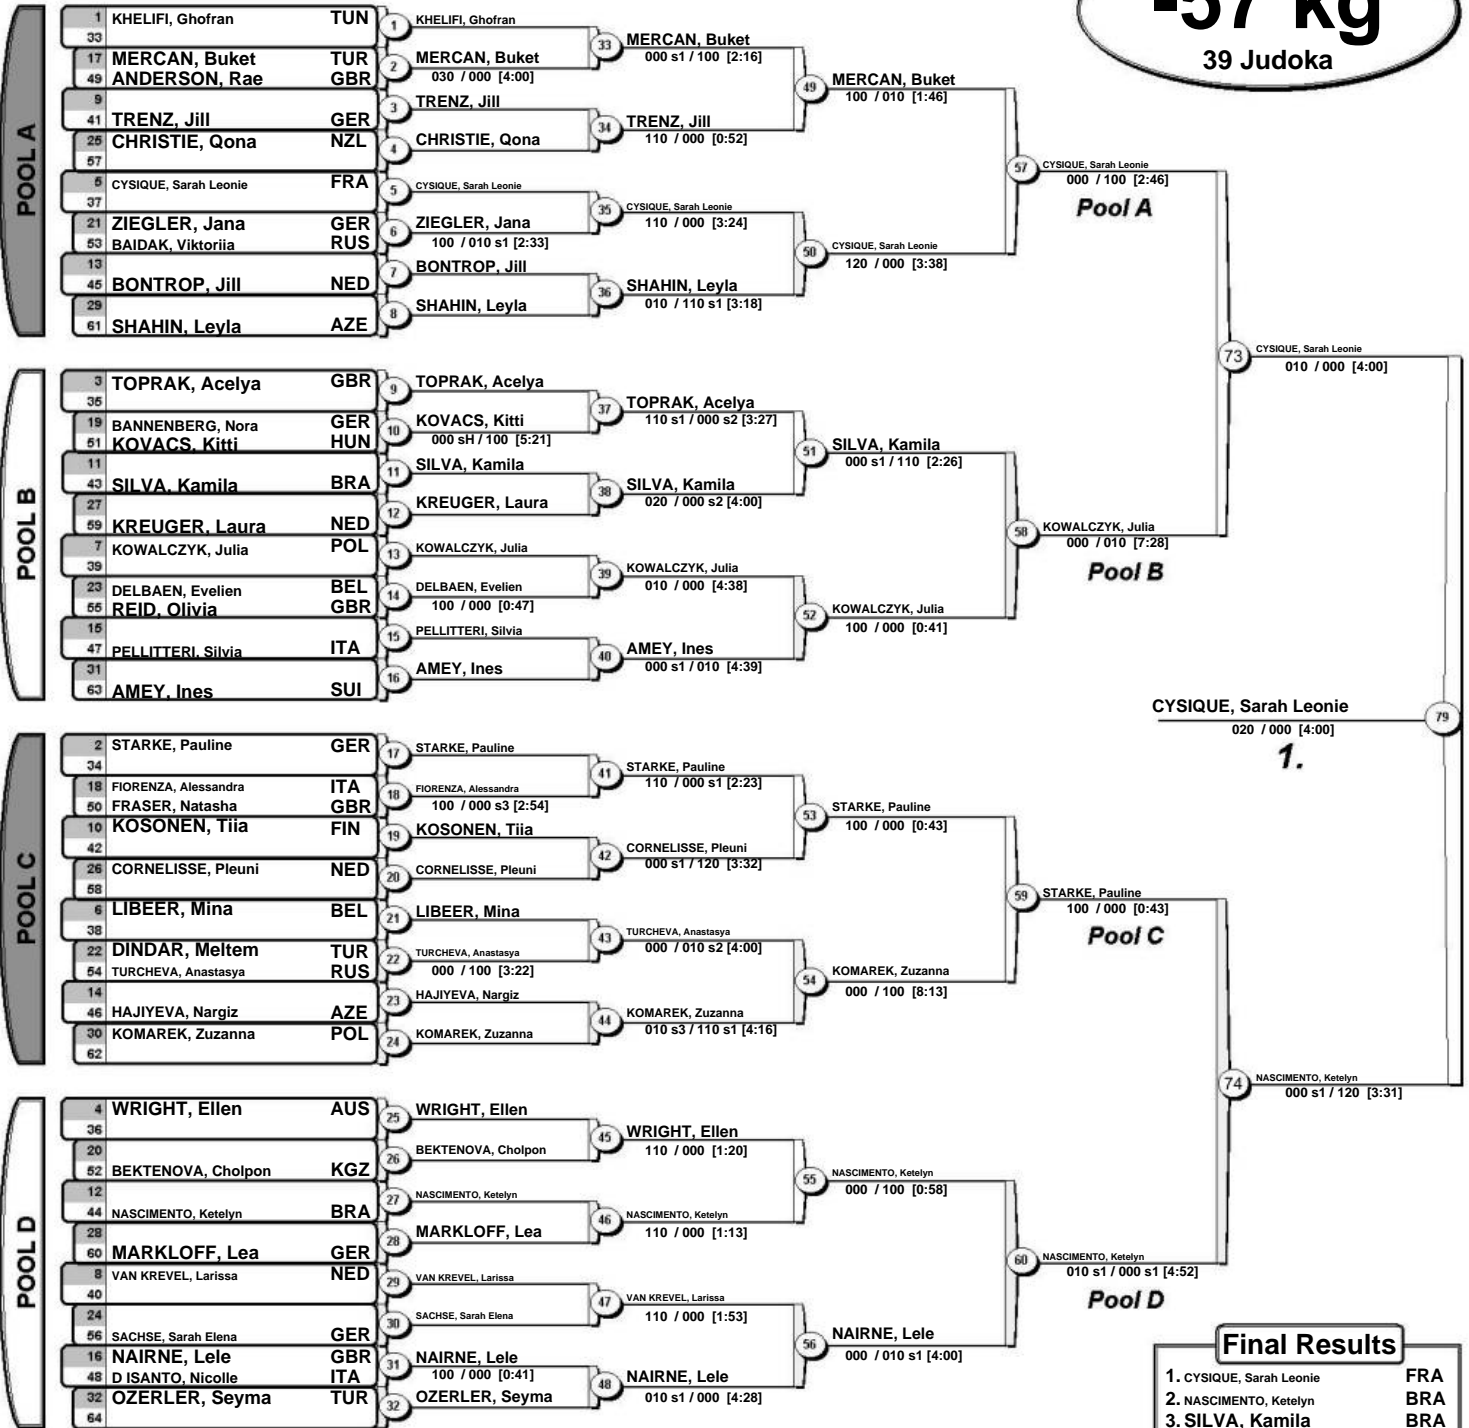 -57 kg
39 Judoka
POOL A
1 KHELIFI, Ghofran TUN
33
17 MERCAN, Buket TUR
49 ANDERSON, Rae GBR
9
41 TRENZ, Jill GER
25 CHRISTIE, Qona NZL
57
5 CYSIQUE, Sarah Leonie FRA
37
21 ZIEGLER, Jana GER
53 BAIDAK, Viktoriia RUS
13
45 BONTROP, Jill NED
29
61 SHAHIN, Leyla AZE
1 KHELIFI, Ghofran
2 MERCAN, Buket
030 / 000 [4:00]
3 TRENZ, Jill
4 CHRISTIE, Qona
5 CYSIQUE, Sarah Leonie
6 ZIEGLER, Jana
100 / 010 s1 [2:33]
7 BONTROP, Jill
8 SHAHIN, Leyla
33 MERCAN, Buket
000 s1 / 100 [2:16]
34 TRENZ, Jill
110 / 000 [0:52]
35 CYSIQUE, Sarah Leonie
110 / 000 [3:24]
36 SHAHIN, Leyla
010 / 110 s1 [3:18]
49 MERCAN, Buket
100 / 010 [1:46]
50 CYSIQUE, Sarah Leonie
120 / 000 [3:38]
57 CYSIQUE, Sarah Leonie
000 / 100 [2:46]
Pool A
POOL B
3 TOPRAK, Acelya GBR
35
19 BANNENBERG, Nora GER
51 KOVACS, Kitti HUN
11
43 SILVA, Kamila BRA
27
59 KREUGER, Laura NED
7 KOWALCZYK, Julia POL
39
23 DELBAEN, Evelien BEL
55 REID, Olivia GBR
15
47 PELLITTERI, Silvia ITA
31
63 AMEY, Ines SUI
9 TOPRAK, Acelya
10 KOVACS, Kitti
000 sH / 100 [5:21]
11 SILVA, Kamila
12 KREUGER, Laura
13 KOWALCZYK, Julia
14 DELBAEN, Evelien
100 / 000 [0:47]
15 PELLITTERI, Silvia
16 AMEY, Ines
37 TOPRAK, Acelya
110 s1 / 000 s2 [3:27]
38 SILVA, Kamila
020 / 000 s2 [4:00]
39 KOWALCZYK, Julia
010 / 000 [4:38]
40 AMEY, Ines
000 s1 / 010 [4:39]
51 SILVA, Kamila
000 s1 / 110 [2:26]
52 KOWALCZYK, Julia
100 / 000 [0:41]
58 KOWALCZYK, Julia
000 / 010 [7:28]
Pool B
73 CYSIQUE, Sarah Leonie
010 / 000 [4:00]
CYSIQUE, Sarah Leonie 79
020 / 000 [4:00]
1.
POOL C
2 STARKE, Pauline GER
34
18 FIORENZA, Alessandra ITA
50 FRASER, Natasha GBR
10 KOSONEN, Tiia FIN
42
26 CORNELISSE, Pleuni NED
58
6 LIBEER, Mina BEL
38
22 DINDAR, Meltem TUR
54 TURCHEVA, Anastasya RUS
14
46 HAJIYEVA, Nargiz AZE
30 KOMAREK, Zuzanna POL
62
17 STARKE, Pauline
18 FIORENZA, Alessandra
100 / 000 s3 [2:54]
19 KOSONEN, Tiia
20 CORNELISSE, Pleuni
21 LIBEER, Mina
22 TURCHEVA, Anastasya
000 / 100 [3:22]
23 HAJIYEVA, Nargiz
24 KOMAREK, Zuzanna
41 STARKE, Pauline
110 / 000 s1 [2:23]
42 CORNELISSE, Pleuni
000 s1 / 120 [3:32]
43 TURCHEVA, Anastasya
000 / 010 s2 [4:00]
44 KOMAREK, Zuzanna
010 s3 / 110 s1 [4:16]
53 STARKE, Pauline
100 / 000 [0:43]
54 KOMAREK, Zuzanna
000 / 100 [8:13]
59 STARKE, Pauline
100 / 000 [0:43]
Pool C
POOL D
4 WRIGHT, Ellen AUS
36
20
52 BEKTENOVA, Cholpon KGZ
12
44 NASCIMENTO, Ketelyn BRA
28
60 MARKLOFF, Lea GER
8 VAN KREVEL, Larissa NED
40
24
56 SACHSE, Sarah Elena GER
16 NAIRNE, Lele GBR
48 D ISANTO, Nicolle ITA
32 OZERLER, Seyma TUR
64
25 WRIGHT, Ellen
26 BEKTENOVA, Cholpon
27 NASCIMENTO, Ketelyn
28 MARKLOFF, Lea
29 VAN KREVEL, Larissa
30 SACHSE, Sarah Elena
31 NAIRNE, Lele
100 / 000 [0:41]
32 OZERLER, Seyma
45 WRIGHT, Ellen
110 / 000 [1:20]
46 NASCIMENTO, Ketelyn
110 / 000 [1:13]
47 VAN KREVEL, Larissa
110 / 000 [1:53]
48 NAIRNE, Lele
010 s1 / 000 [4:28]
55 NASCIMENTO, Ketelyn
000 / 100 [0:58]
56 NAIRNE, Lele
000 / 010 s1 [4:00]
60 NASCIMENTO, Ketelyn
010 s1 / 000 s1 [4:52]
Pool D
74 NASCIMENTO, Ketelyn
000 s1 / 120 [3:31]
Final Results
1. CYSIQUE, Sarah Leonie FRA
2. NASCIMENTO, Ketelyn BRA
3. SILVA, Kamila BRA